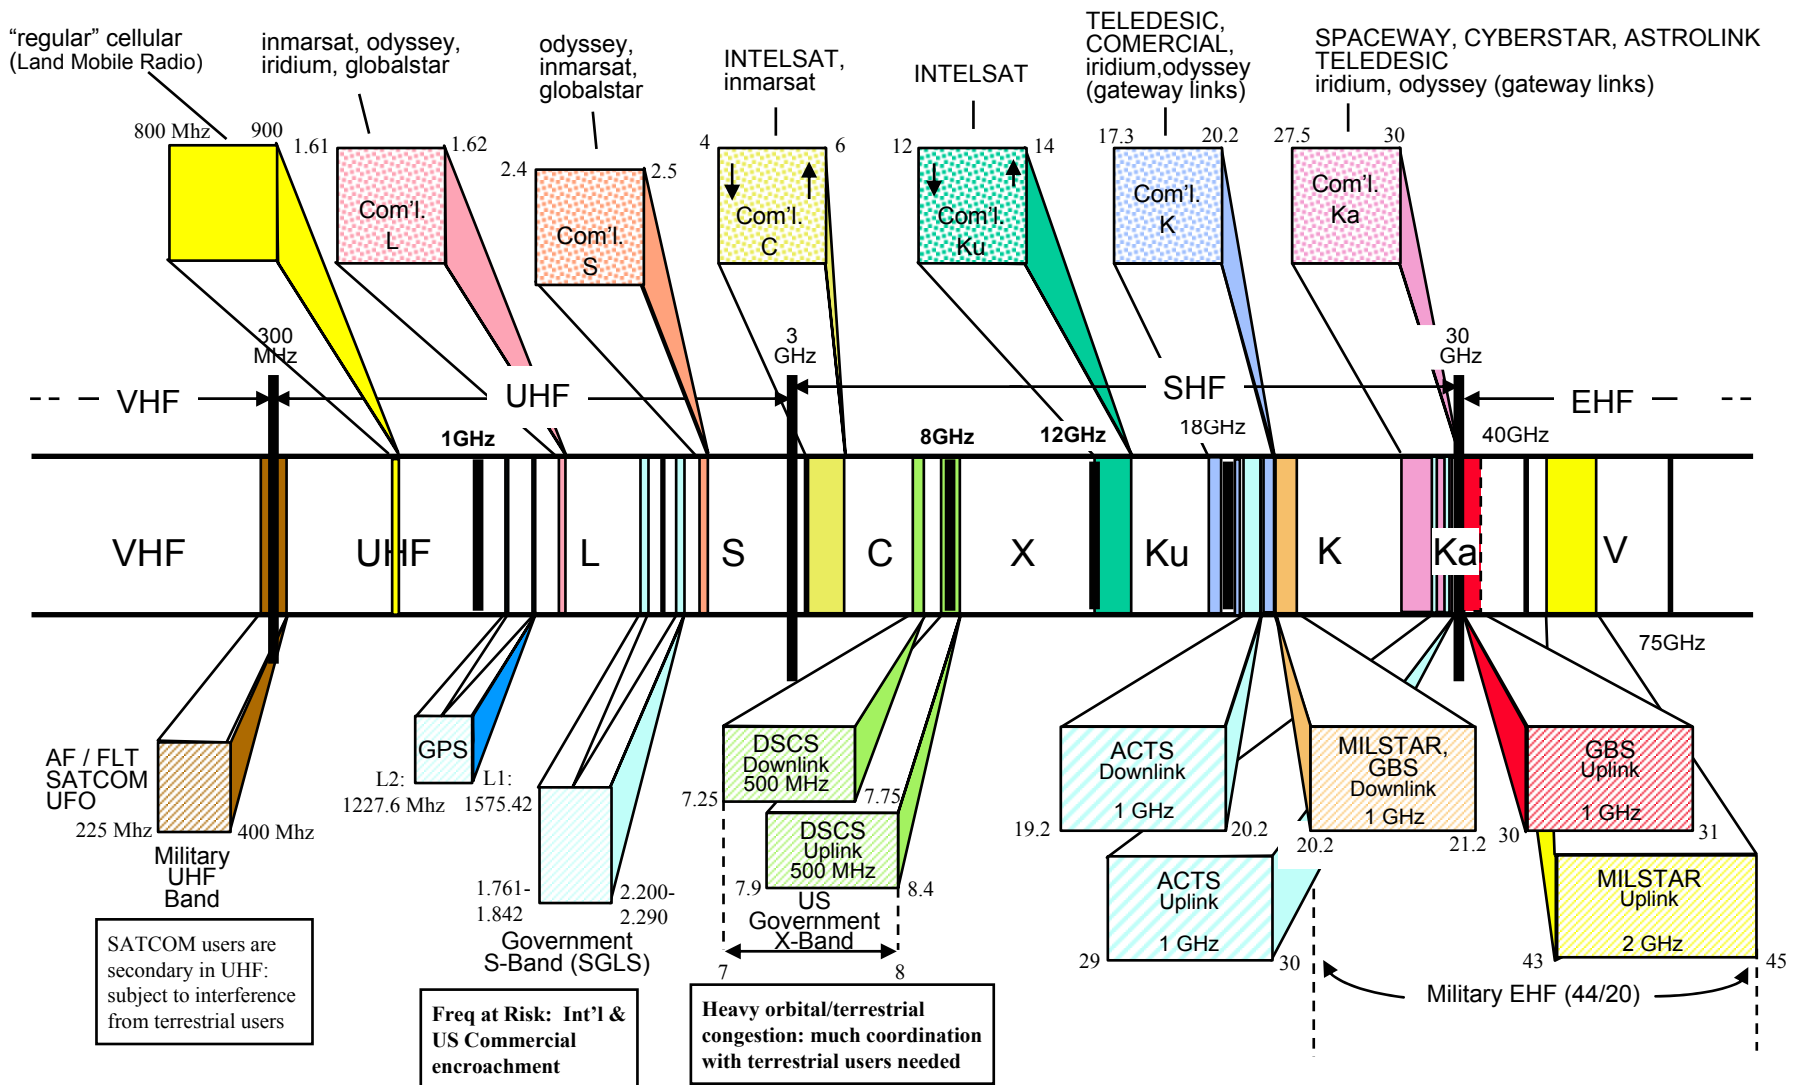 “regular” cellular
(Land Mobile Radio)
inmarsat, odyssey,
iridium, globalstar
odyssey,
inmarsat,
globalstar
INTELSAT,
inmarsat
INTELSAT
TELEDESIC,
COMERCIAL,
iridium,odyssey
(gateway links)
SPACEWAY, CYBERSTAR, ASTROLINK
TELEDESIC
iridium, odyssey (gateway links)
800 Mhz
900
1.61
1.62
Com’l.
L
2.4
2.5
Com’l.
S
4
6
Com’l.
C
12
14
Com’l.
Ku
17.3
20.2
Com’l.
K
27.5
30
Com’l.
Ka
300
MHz
3
GHz
30
GHz
VHF
UHF
SHF
EHF
1GHz
8GHz
12GHz
18GHz
40GHz
VHF
UHF
L
S
C
X
Ku
K
Ka
V
75GHz
AF / FLT
SATCOM
UFO
225 Mhz
400 Mhz
Military
UHF
Band
GPS
L2:
1227.6 Mhz
L1:
1575.42
1.761-
1.842
2.200-
2.290
Government
S-Band (SGLS)
DSCS
Downlink
500 MHz
7.25
7.75
DSCS
Uplink
500 MHz
7.9
8.4
US
Government
X-Band
7
8
ACTS
Downlink
1 GHz
19.2
20.2
ACTS
Uplink
1 GHz
29
30
MILSTAR,
GBS
Downlink
1 GHz
20.2
21.2
GBS
Uplink
1 GHz
30
31
MILSTAR
Uplink
2 GHz
43
45
Military EHF (44/20)
SATCOM users are
secondary in UHF:
subject to interference
from terrestrial users
Freq at Risk: Int’l &
US Commercial
encroachment
Heavy orbital/terrestrial
congestion: much coordination
with terrestrial users needed